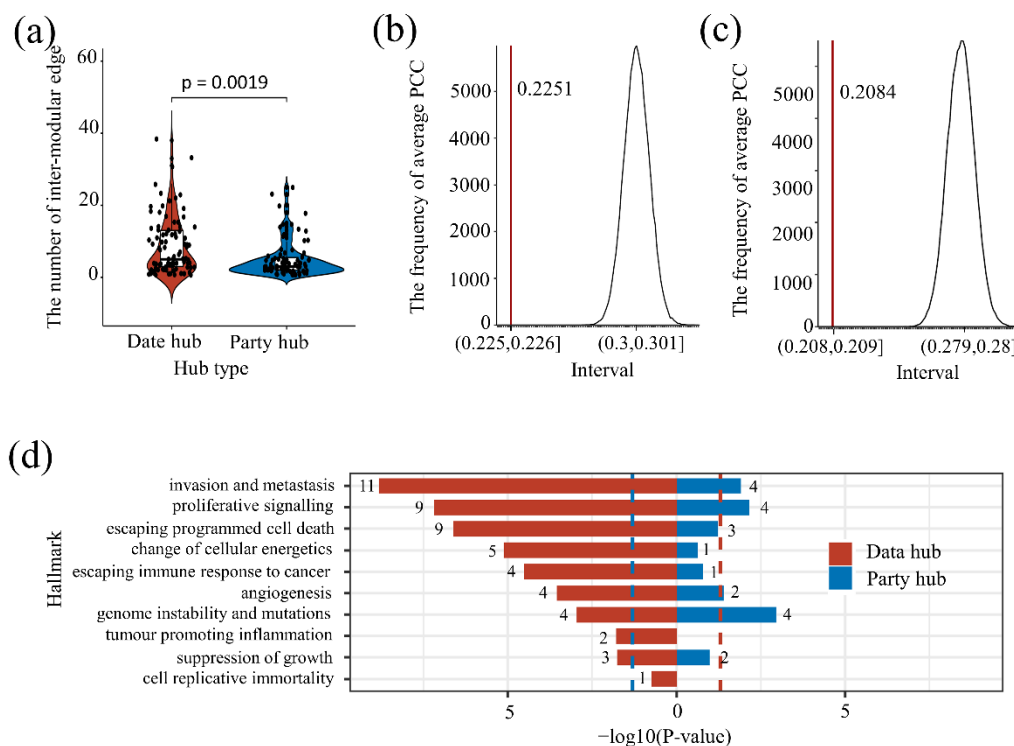 (a)
The number of inter-modular edge
60
40
20
0
p = 0.0019
Date hub
Party hub
Hub type
(b)
The frequency of average PCC
5000
4000
3000
2000
1000
0
0.2251
(0.225,0.226]
(0.3,0.301]
Interval
(c)
The frequency of average PCC
5000
4000
3000
2000
1000
0
0.2084
(0.208,0.209]
(0.279,0.28]
Interval
(d)
Hallmark
invasion and metastasis 11 4
proliferative signalling 9 4
escaping programmed cell death 9 3
change of cellular energetics 5 1
escaping immune response to cancer 4 1
angiogenesis 4 2
genome instability and mutations 4 4
tumour promoting inflammation 2
suppression of growth 3 2
cell replicative immortality 1
Data hub
Party hub
5 0 5
−log10(P-value)